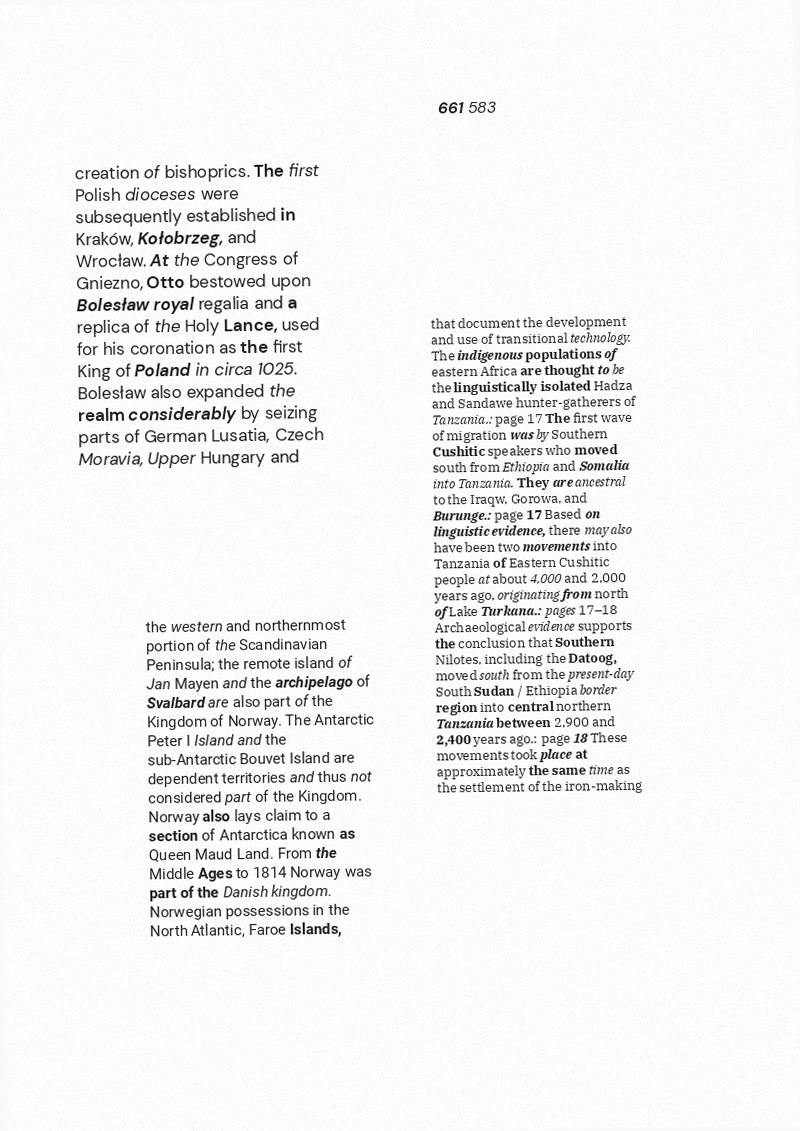 661 583
creation of bishoprics. The first
Polish dioceses were
subsequently established in
Kraków, Kołobrzeg, and
Wrocław. At the Congress of
Gniezno, Otto bestowed upon
Bolesław royal regalia and a
replica of the Holy Lance, used
for his coronation as the first
King of Poland in circa 1025.
Bolesław also expanded the
realm considerably by seizing
parts of German Lusatia, Czech
Moravia, Upper Hungary and
the western and northernmost
portion of the Scandinavian
Peninsula; the remote island of
Jan Mayen and the archipelago of
Svalbard are also part of the
Kingdom of Norway. The Antarctic
Peter I Island and the
sub-Antarctic Bouvet Island are
dependent territories and thus not
considered part of the Kingdom.
Norway also lays claim to a
section of Antarctica known as
Queen Maud Land. From the
Middle Ages to 1814 Norway was
part of the Danish kingdom.
Norwegian possessions in the
North Atlantic, Faroe Islands,
that document the development
and use of transitional technology.
The indigenous populations of
eastern Africa are thought to be
the linguistically isolated Hadza
and Sandawe hunter-gatherers of
Tanzania.: page 17 The first wave
of migration was by Southern
Cushitic speakers who moved
south from Ethiopia and Somalia
into Tanzania. They are ancestral
to the Iraqw, Gorowa, and
Burunge.: page 17 Based on
linguistic evidence, there may also
have been two movements into
Tanzania of Eastern Cushitic
people at about 4,000 and 2,000
years ago, originating from north
of Lake Turkana.: pages 17–18
Archaeological evidence supports
the conclusion that Southern
Nilotes, including the Datoog,
moved south from the present-day
South Sudan / Ethiopia border
region into central northern
Tanzania between 2,900 and
2,400 years ago.: page 18 These
movements took place at
approximately the same time as
the settlement of the iron-making